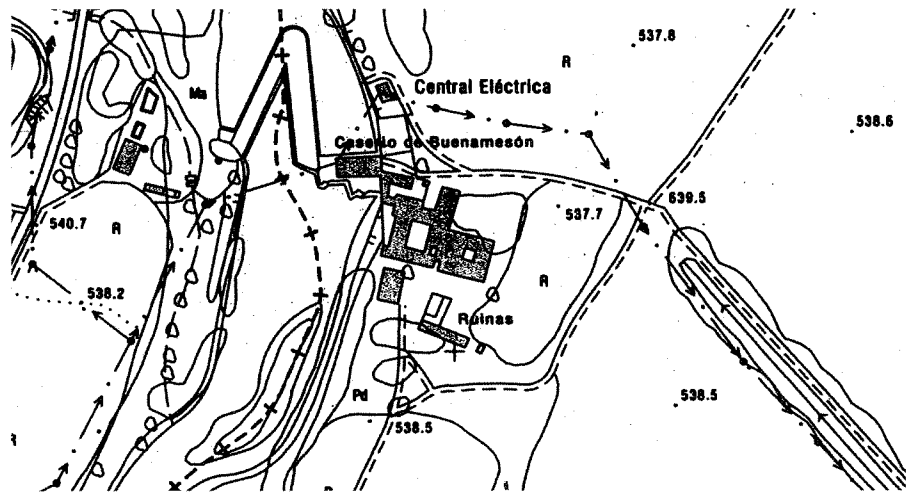 537.8
R
Central Eléctrica
Ma
538.6
Caserío de Buenamesón
639.5
537.7
540.7
R
R
538.2
Ruinas
Pd
538.5
538.5
R